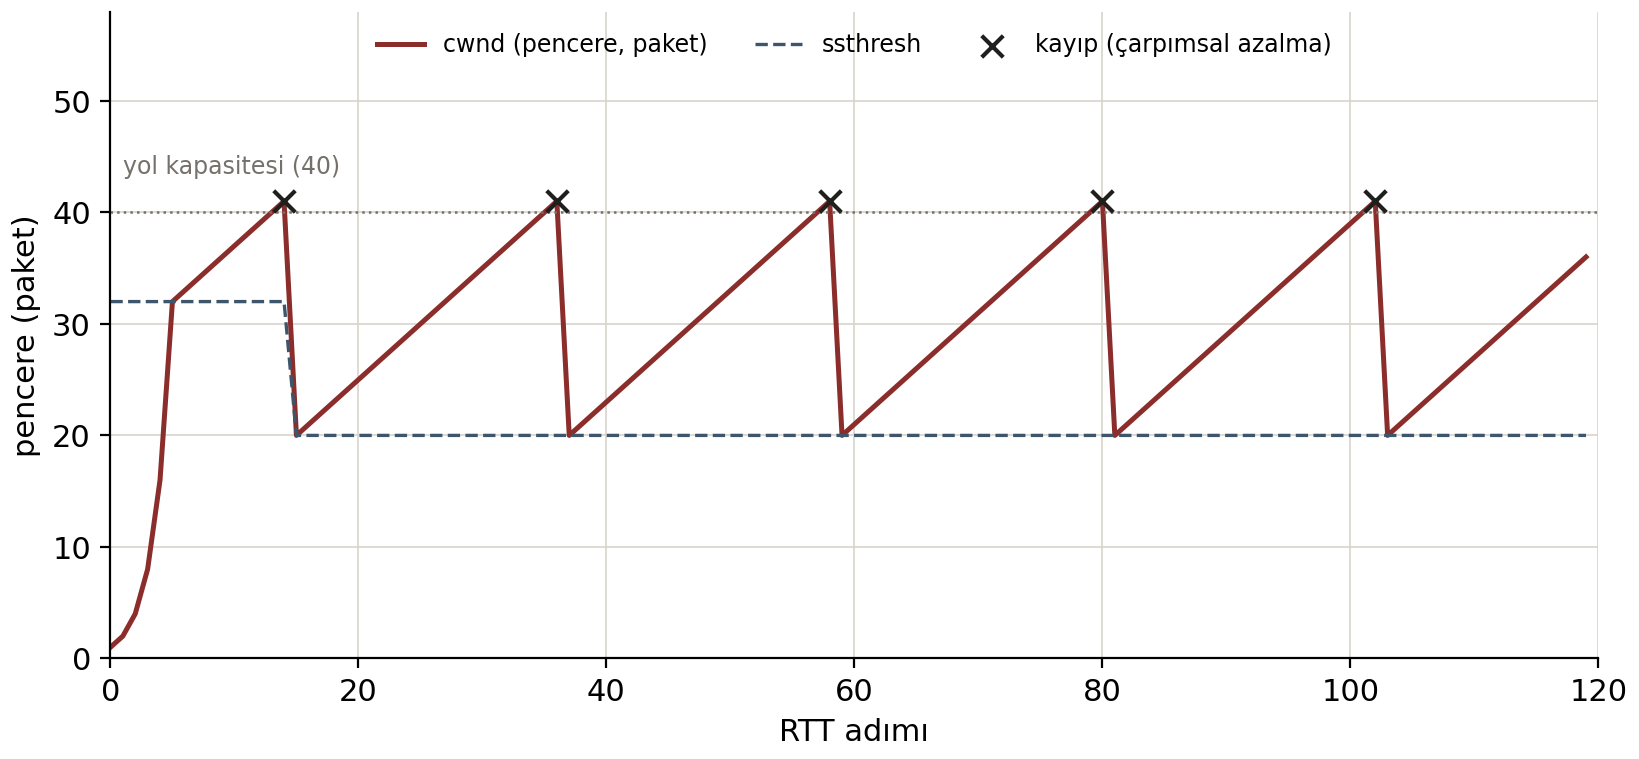 cwnd (pencere, paket)
ssthresh
kayıp (çarpımsal azalma)
yol kapasitesi (40)
pencere (paket)
50
40
30
20
10
0
0
20
40
60
80
100
120
RTT adımı